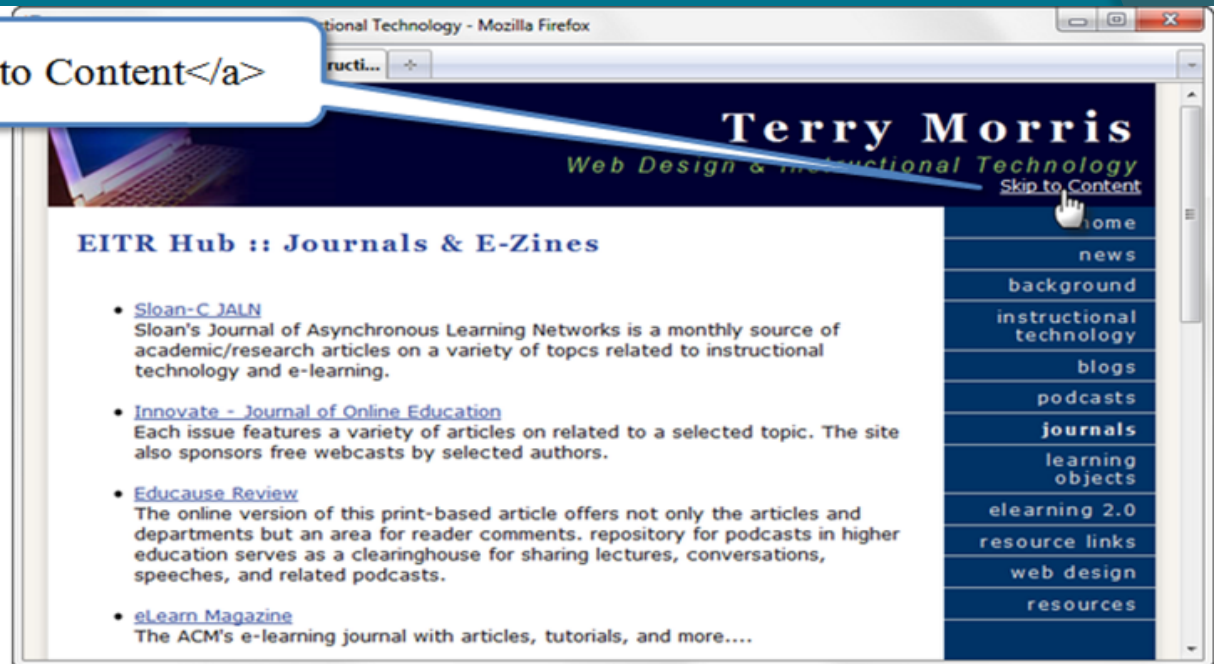 tional Technology - Mozilla Firefox
to Content</a>
ructi...
Terry Morris
Web Design & Instructional Technology
Skip to Content
EITR Hub :: Journals & E-Zines
• Sloan-C JALN
Sloan's Journal of Asynchronous Learning Networks is a monthly source of
academic/research articles on a variety of topcs related to instructional
technology and e-learning.
• Innovate - Journal of Online Education
Each issue features a variety of articles on related to a selected topic. The site
also sponsors free webcasts by selected authors.
• Educause Review
The online version of this print-based article offers not only the articles and
departments but an area for reader comments. repository for podcasts in higher
education serves as a clearinghouse for sharing lectures, conversations,
speeches, and related podcasts.
• eLearn Magazine
The ACM's e-learning journal with articles, tutorials, and more....
home
news
background
instructional
technology
blogs
podcasts
journals
learning
objects
elearning 2.0
resource links
web design
resources